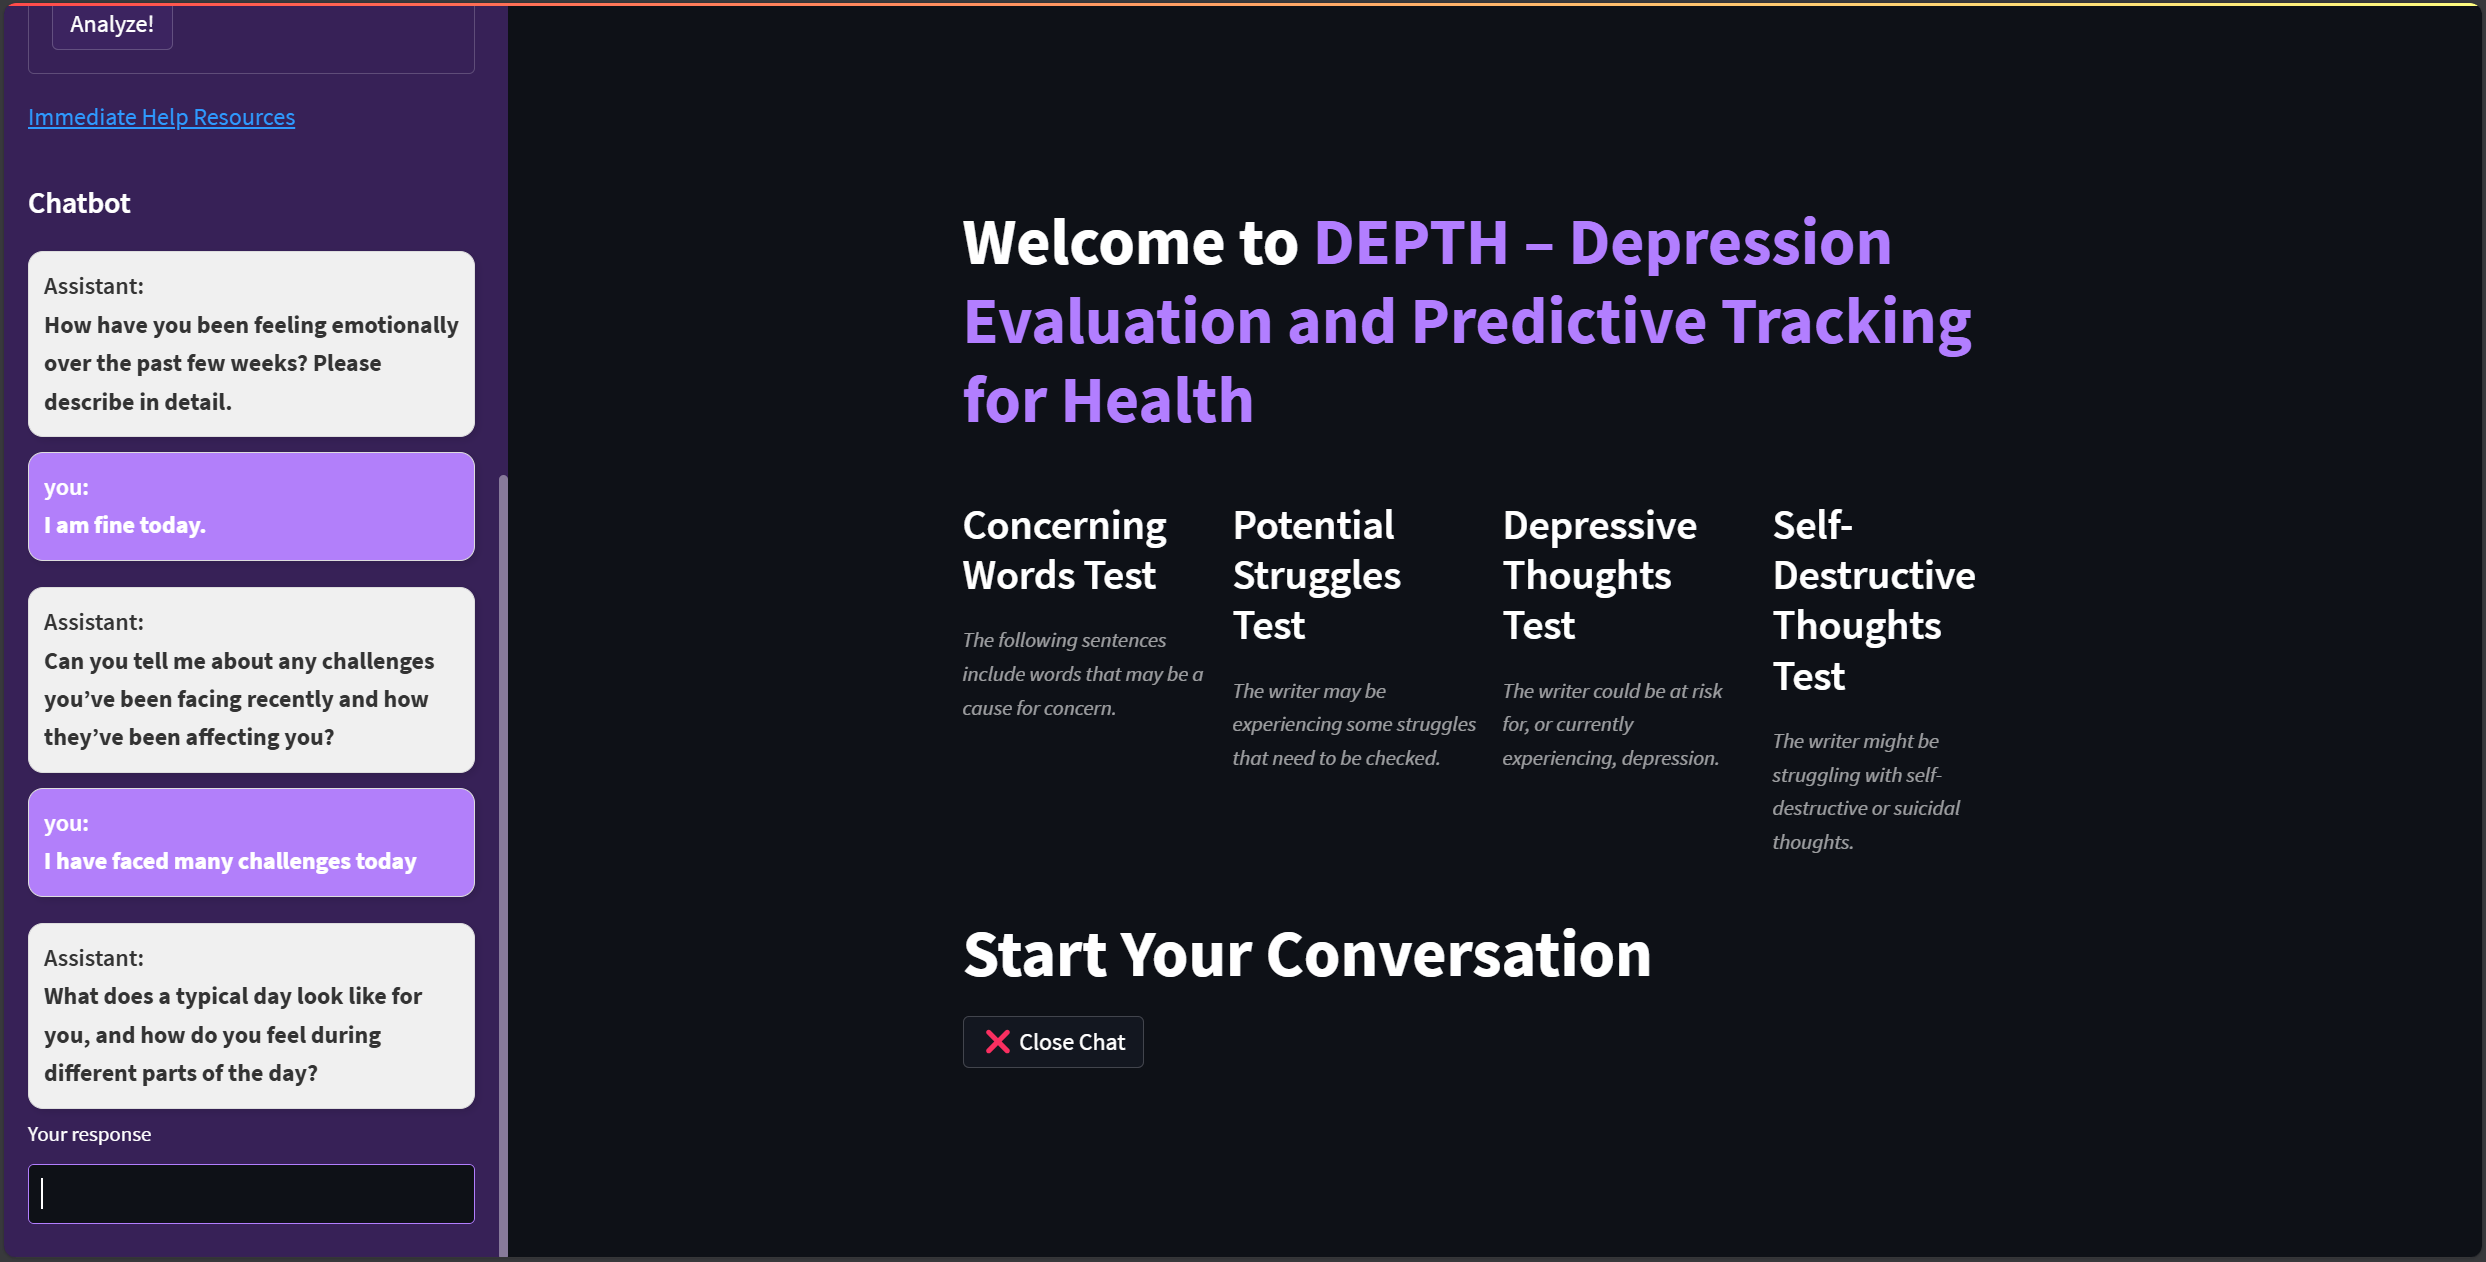 Analyze!
Immediate Help Resources
Chatbot
Assistant:
How have you been feeling emotionally
over the past few weeks? Please
describe in detail.
you:
I am fine today.
Assistant:
Can you tell me about any challenges
you’ve been facing recently and how
they’ve been affecting you?
you:
I have faced many challenges today
Assistant:
What does a typical day look like for
you, and how do you feel during
different parts of the day?
Your response
Welcome to DEPTH – Depression
Evaluation and Predictive Tracking
for Health
Concerning
Words Test
The following sentences
include words that may be a
cause for concern.
Potential
Struggles
Test
The writer may be
experiencing some struggles
that need to be checked.
Depressive
Thoughts
Test
The writer could be at risk
for, or currently
experiencing, depression.
Self-
Destructive
Thoughts
Test
The writer might be
struggling with self-
destructive or suicidal
thoughts.
Start Your Conversation
❌ Close Chat